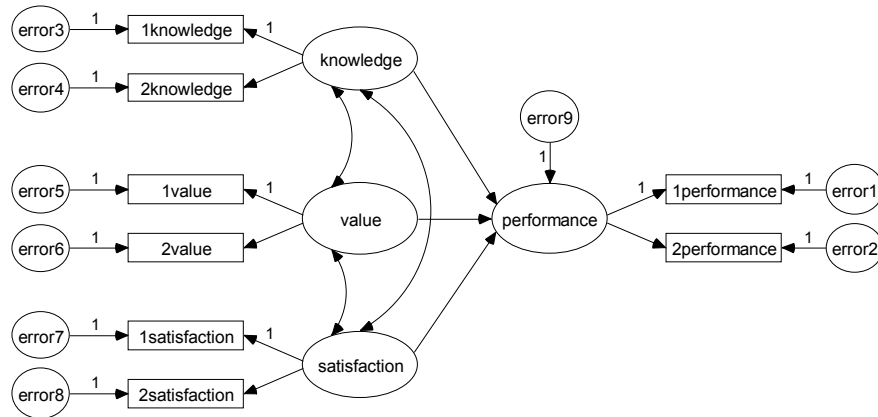 error3
1
1knowledge
1
knowledge
error4
1
2knowledge
error9
1
error5
1
1value
1
value
performance
1
1performance
1
error1
error6
1
2value
2performance
1
error2
error7
1
1satisfaction
1
satisfaction
error8
1
2satisfaction